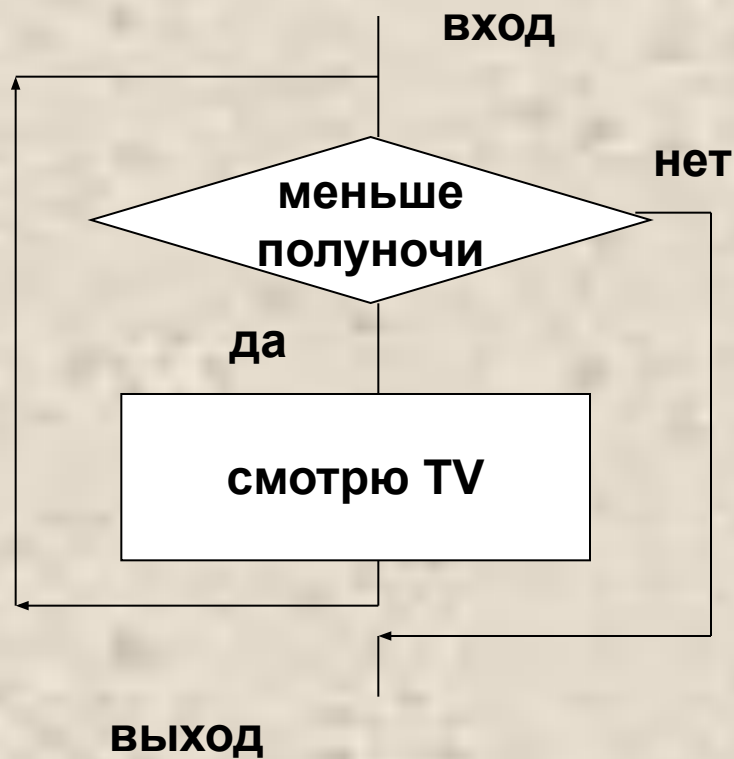 вход
нет
меньше
полуночи
да
смотрю TV
выход